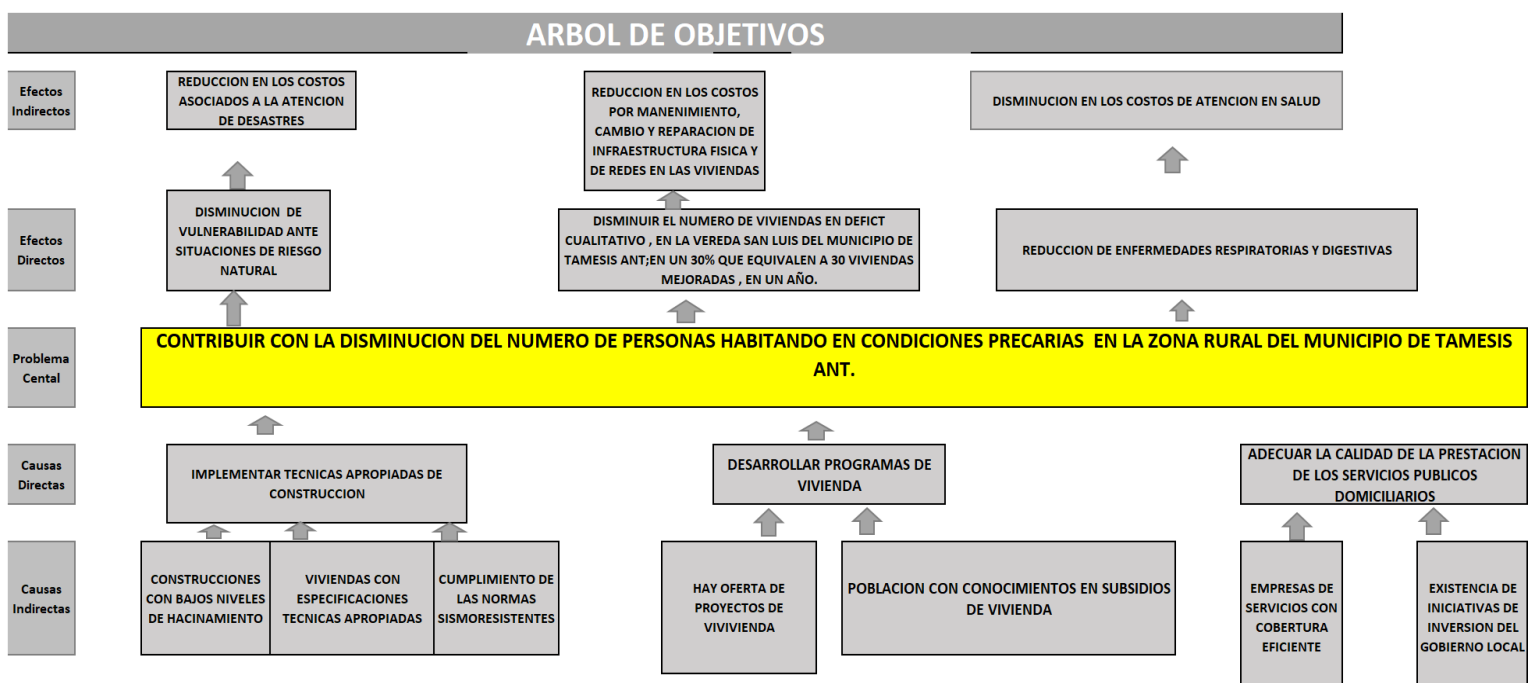 ARBOL DE OBJETIVOS
Efectos
Indirectos
REDUCCION EN LOS COSTOS
ASOCIADOS A LA ATENCION
DE DESASTRES
REDUCCION EN LOS COSTOS
POR MANENIMIENTO,
CAMBIO Y REPARACION DE
INFRAESTRUCTURA FISICA Y
DE REDES EN LAS VIVIENDAS
DISMINUCION EN LOS COSTOS DE ATENCION EN SALUD
Efectos
Directos
DISMINUCION DE
VULNERABILIDAD ANTE
SITUACIONES DE RIESGO
NATURAL
DISMINUIR EL NUMERO DE VIVIENDAS EN DEFICT
CUALITATIVO , EN LA VEREDA SAN LUIS DEL MUNICIPIO DE
TAMESIS ANT;EN UN 30% QUE EQUIVALEN A 30 VIVIENDAS
MEJORADAS , EN UN AÑO.
REDUCCION DE ENFERMEDADES RESPIRATORIAS Y DIGESTIVAS
Problema
Cental
CONTRIBUIR CON LA DISMINUCION DEL NUMERO DE PERSONAS HABITANDO EN CONDICIONES PRECARIAS EN LA ZONA RURAL DEL MUNICIPIO DE TAMESIS
ANT.
Causas
Directas
IMPLEMENTAR TECNICAS APROPIADAS DE
CONSTRUCCION
DESARROLLAR PROGRAMAS DE
VIVIENDA
ADECUAR LA CALIDAD DE LA PRESTACION
DE LOS SERVICIOS PUBLICOS
DOMICILIARIOS
Causas
Indirectas
CONSTRUCCIONES
CON BAJOS NIVELES
DE HACINAMIENTO
VIVIENDAS CON
ESPECIFICACIONES
TECNICAS APROPIADAS
CUMPLIMIENTO DE
LAS NORMAS
SISMORESISTENTES
HAY OFERTA DE
PROYECTOS DE
VIVIVIENDA
POBLACION CON CONOCIMIENTOS EN SUBSIDIOS
DE VIVIENDA
EMPRESAS DE
SERVICIOS CON
COBERTURA
EFICIENTE
EXISTENCIA DE
INICIATIVAS DE
INVERSION DEL
GOBIERNO LOCAL